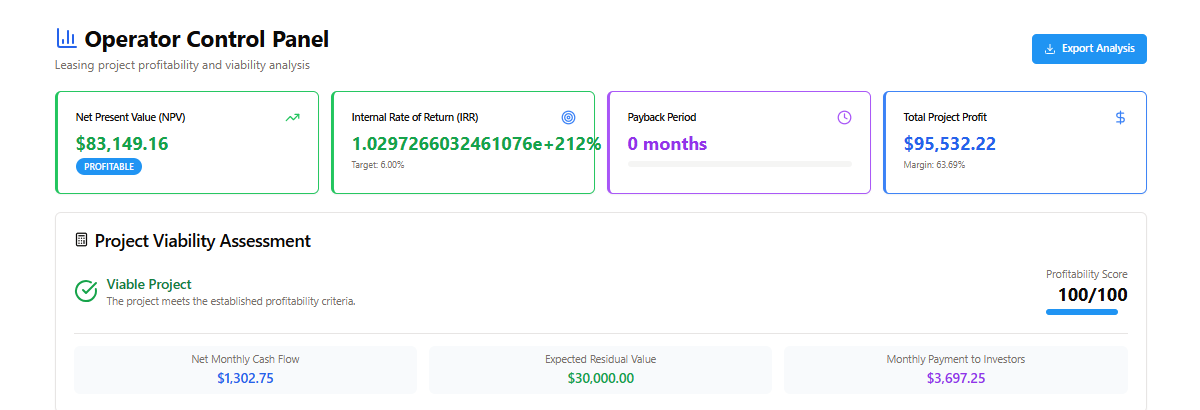 Operator Control Panel
Leasing project profitability and viability analysis
Export Analysis
Net Present Value (NPV)
$83,149.16
PROFITABLE
Internal Rate of Return (IRR)
1.0297266032461076e+212%
Target: 6.00%
Payback Period
0 months
Total Project Profit
$95,532.22
Margin: 63.69%
Project Viability Assessment
Viable Project
The project meets the established profitability criteria.
Profitability Score
100/100
Net Monthly Cash Flow
$1,302.75
Expected Residual Value
$30,000.00
Monthly Payment to Investors
$3,697.25